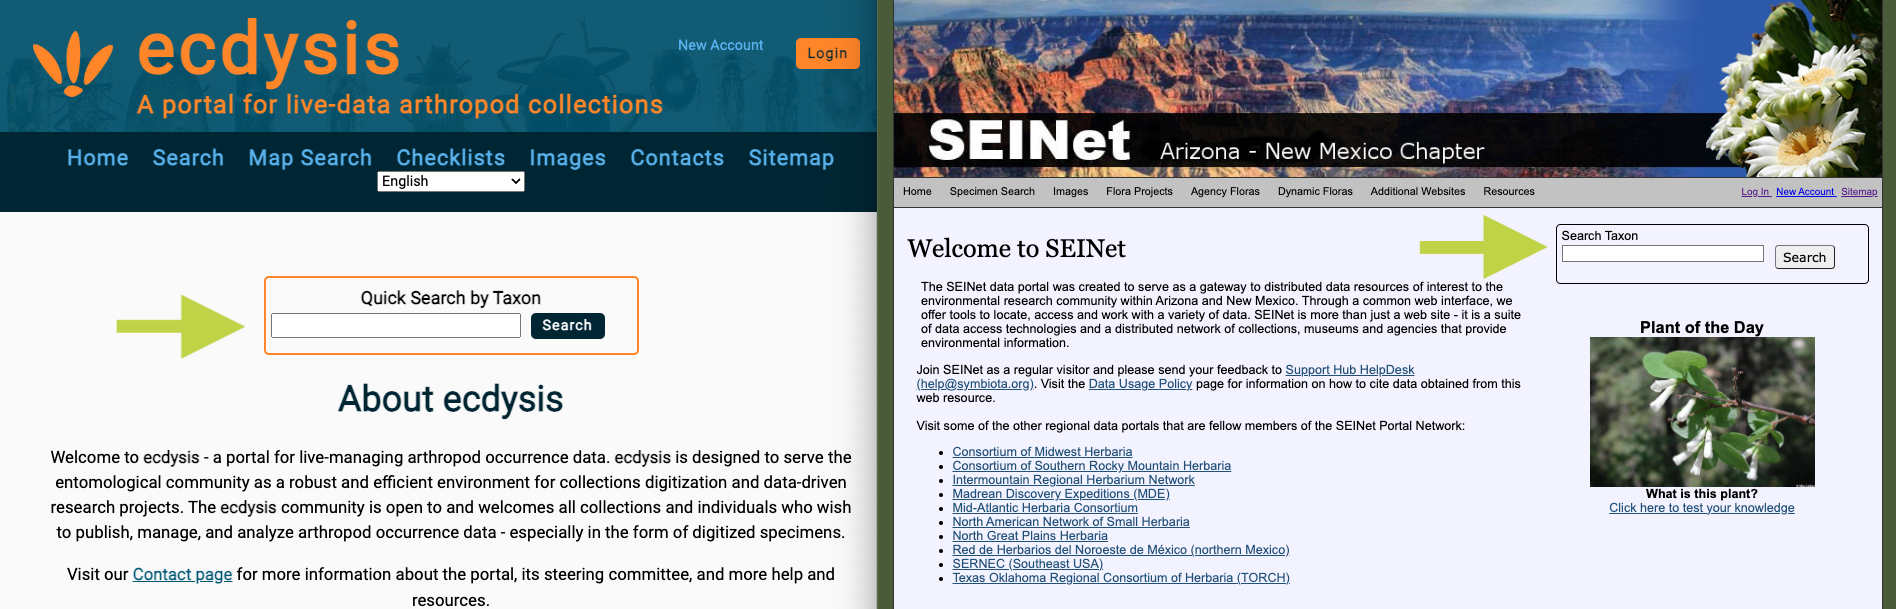 ecdysis
A portal for live-data arthropod collections
New Account
Login
Home Search Map Search Checklists Images Contacts Sitemap
English
Quick Search by Taxon
Search
About ecdysis
Welcome to ecdysis - a portal for live-managing arthropod occurrence data. ecdysis is designed to serve the
entomological community as a robust and efficient environment for collections digitization and data-driven
research projects. The ecdysis community is open to and welcomes all collections and individuals who wish
to publish, manage, and analyze arthropod occurrence data - especially in the form of digitized specimens.
Visit our Contact page for more information about the portal, its steering committee, and more help and
resources.
SEINet
Arizona - New Mexico Chapter
Home Specimen Search Images Flora Projects Agency Floras Dynamic Floras Additional Websites Resources
Log In New Account Sitemap
Welcome to SEINet
The SEINet data portal was created to serve as a gateway to distributed data resources of interest to the
environmental research community within Arizona and New Mexico. Through a common web interface, we
offer tools to locate, access and work with a variety of data. SEINet is more than just a web site - it is a suite
of data access technologies and a distributed network of collections, museums and agencies that provide
environmental information.
Join SEINet as a regular visitor and please send your feedback to Support Hub HelpDesk
(help@symbiota.org). Visit the Data Usage Policy page for information on how to cite data obtained from this
web resource.
Visit some of the other regional data portals that are fellow members of the SEINet Portal Network:
• Consortium of Midwest Herbaria
• Consortium of Southern Rocky Mountain Herbaria
• Intermountain Regional Herbarium Network
• Madrean Discovery Expeditions (MDE)
• Mid-Atlantic Herbaria Consortium
• North American Network of Small Herbaria
• North Great Plains Herbaria
• Red de Herbarios del Noroeste de México (northern Mexico)
• SERNEC (Southeast USA)
• Texas Oklahoma Regional Consortium of Herbaria (TORCH)
Search Taxon
Search
Plant of the Day
What is this plant?
Click here to test your knowledge